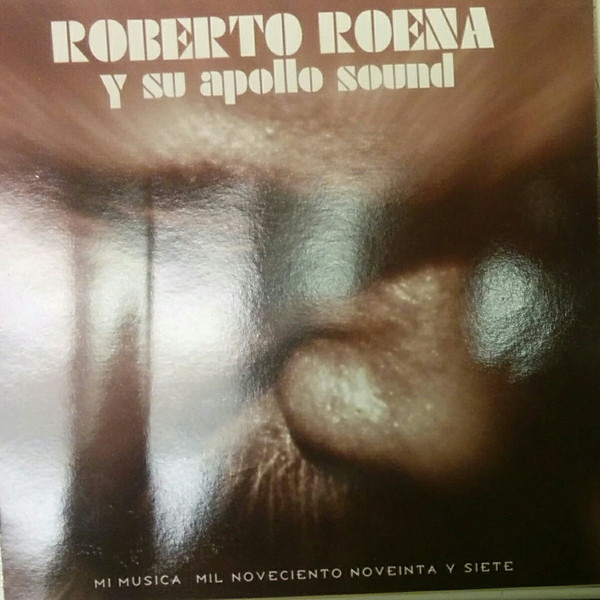 ROBERTO ROENA
Y su apollo sound
MI MUSICA MIL NOVECIENTO NOVEINTA Y SIETE